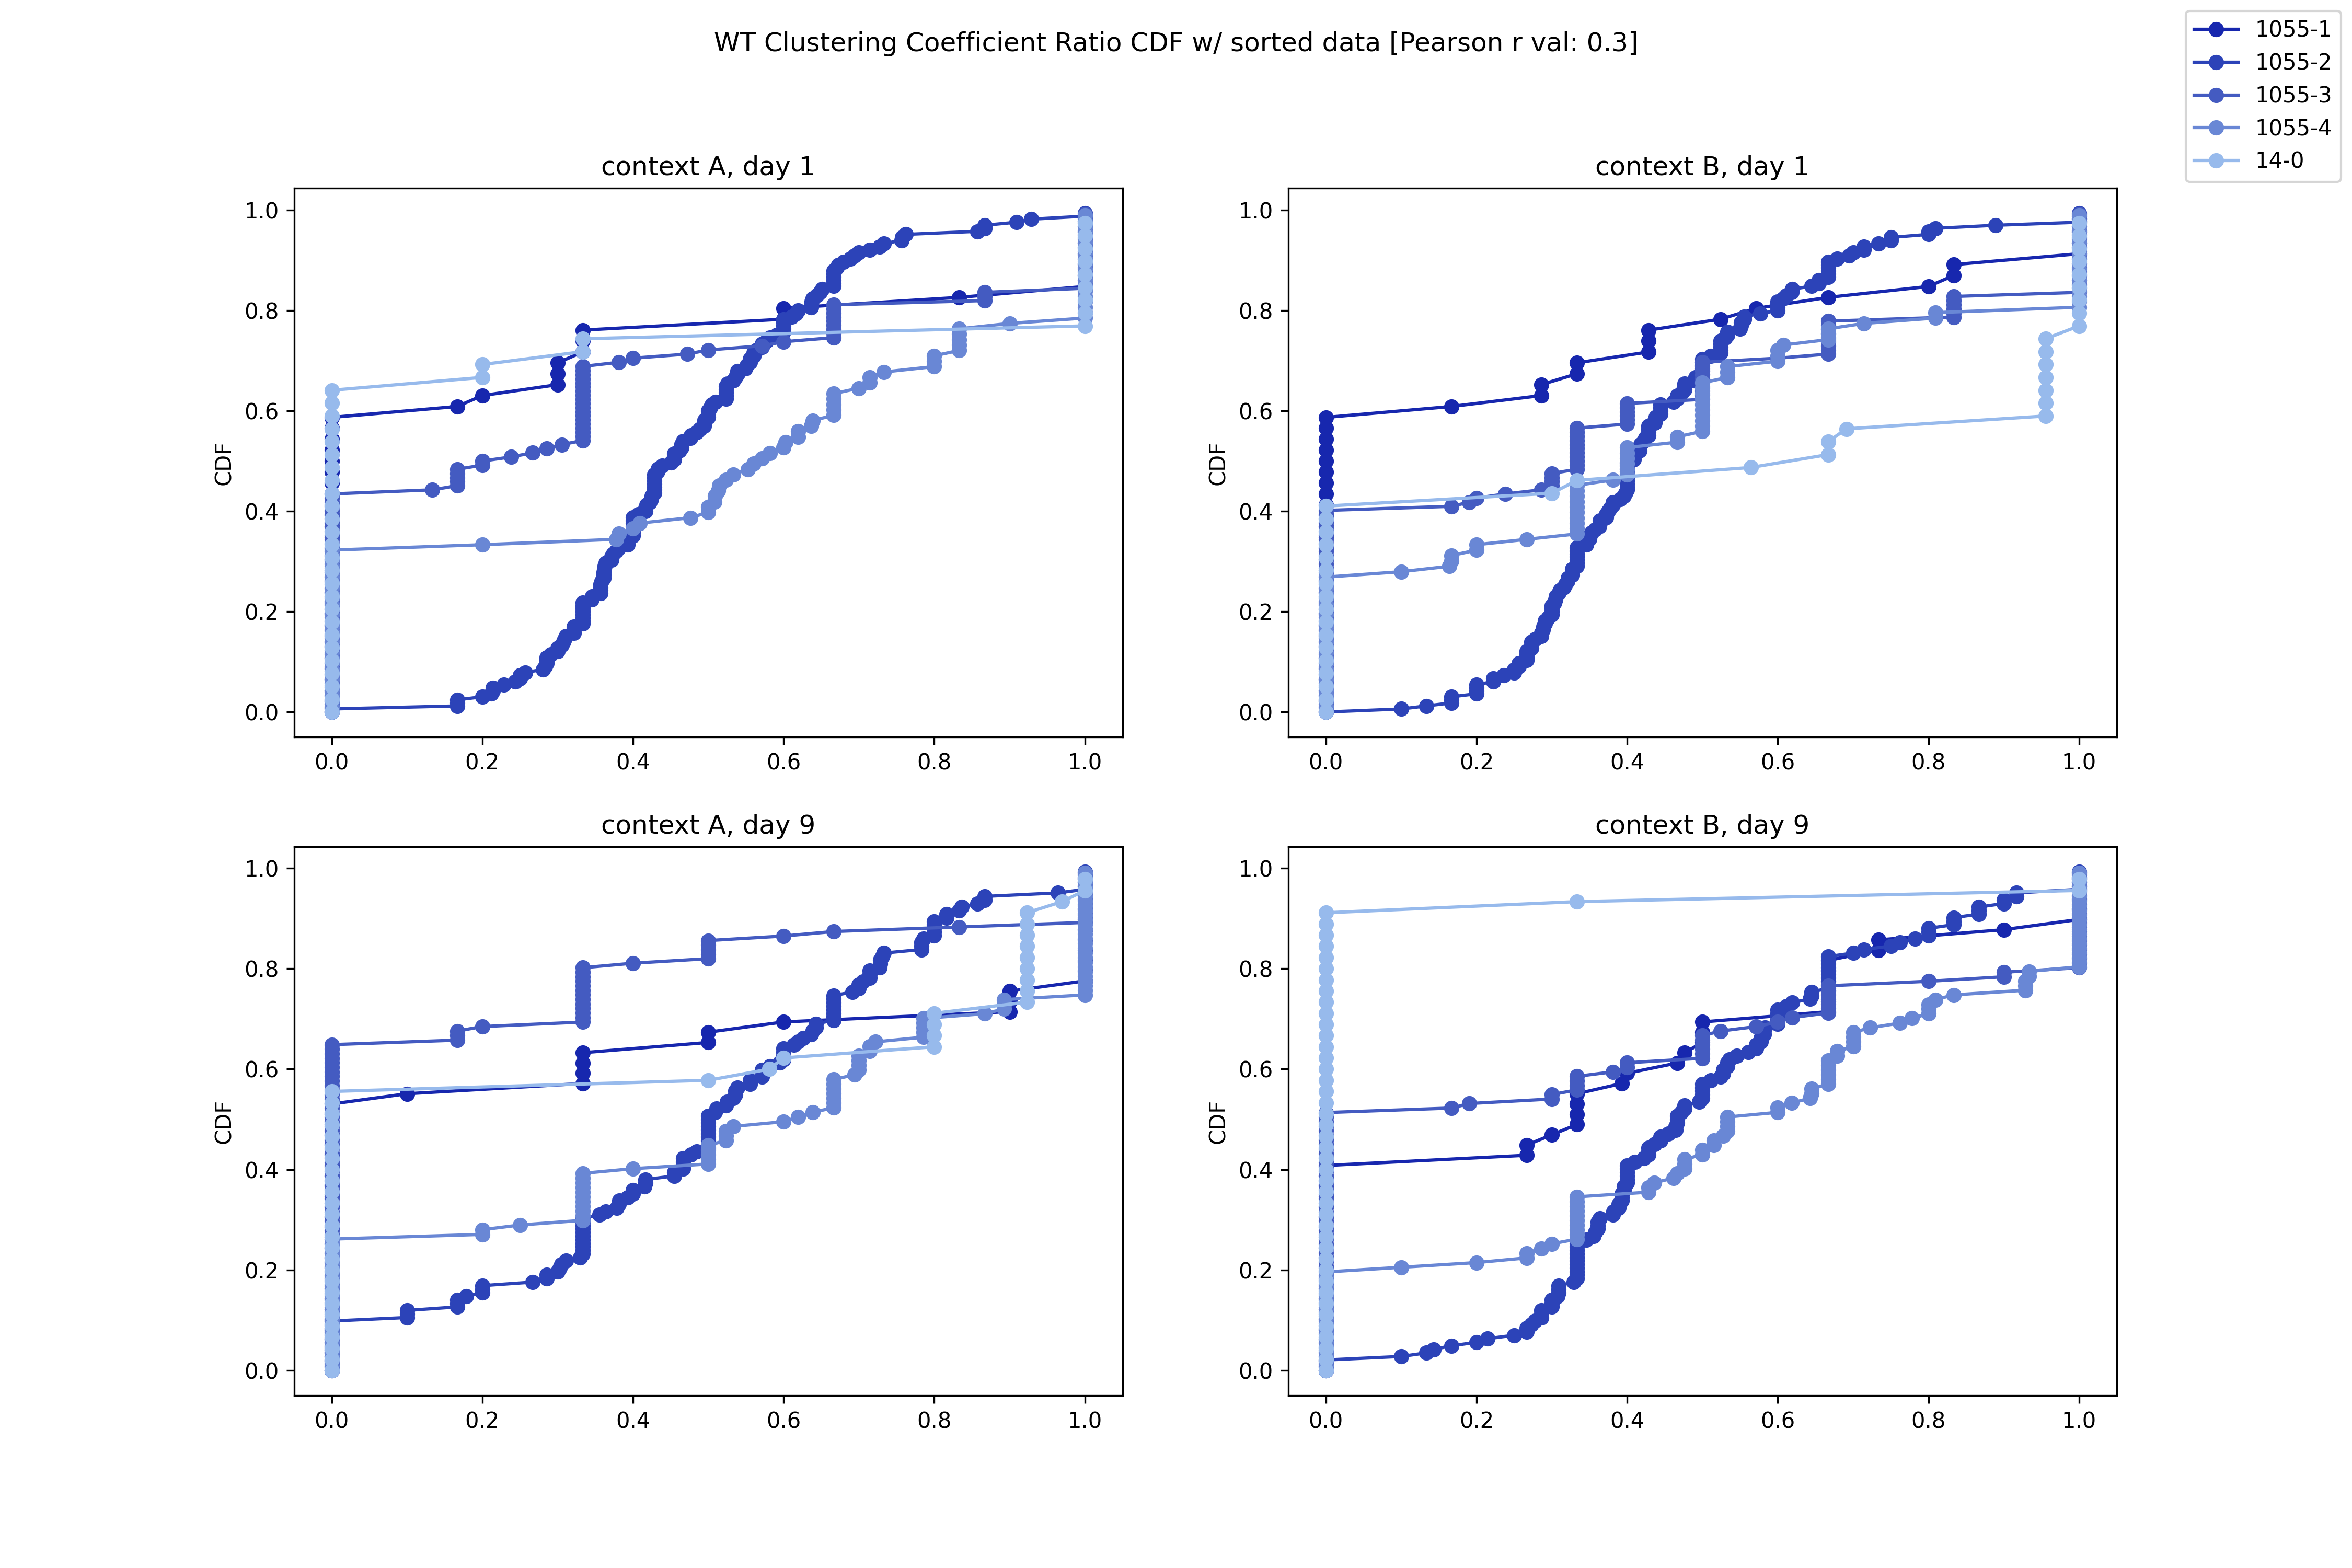 WT Clustering Coefficient Ratio CDF w/ sorted data [Pearson r val: 0.3]
1055-1
1055-2
1055-3
1055-4
14-0
context A, day 1
CDF
1.0
0.8
0.6
0.4
0.2
0.0
0.0 0.2 0.4 0.6 0.8 1.0
context B, day 1
CDF
1.0
0.8
0.6
0.4
0.2
0.0
0.0 0.2 0.4 0.6 0.8 1.0
context A, day 9
CDF
1.0
0.8
0.6
0.4
0.2
0.0
0.0 0.2 0.4 0.6 0.8 1.0
context B, day 9
CDF
1.0
0.8
0.6
0.4
0.2
0.0
0.0 0.2 0.4 0.6 0.8 1.0